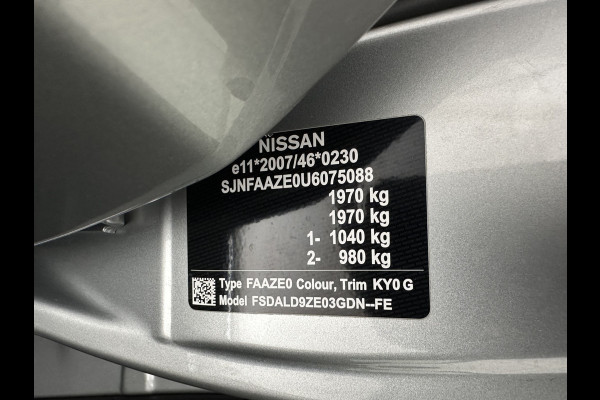 NISSAN
e11*2007/46*0230
SJNFAAZE0U6075088
1970 kg
1970 kg
1- 1040 kg
2- 980 kg
Type FAAZE0 Colour, Trim KY0 G
Model FSDALD9ZE03GDN--FE